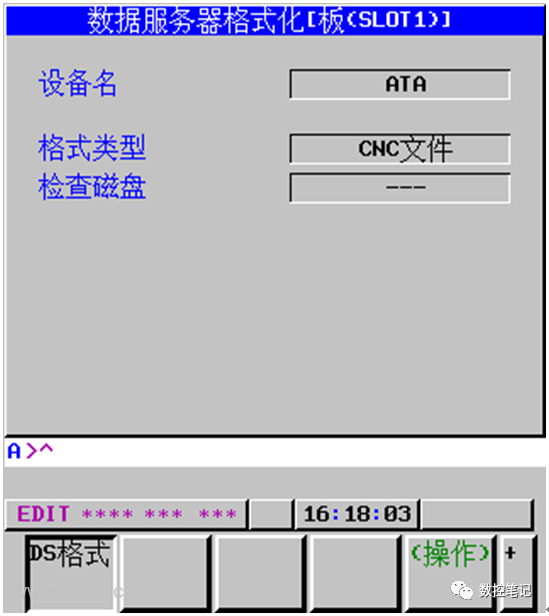 数据服务器格式化[板(SLOT1)]
设备名 ATA
格式类型 CNC文件
检查磁盘 ---
A>^
EDIT **** *** *** 16:18:03
DS格式 (操作) +
数控笔记